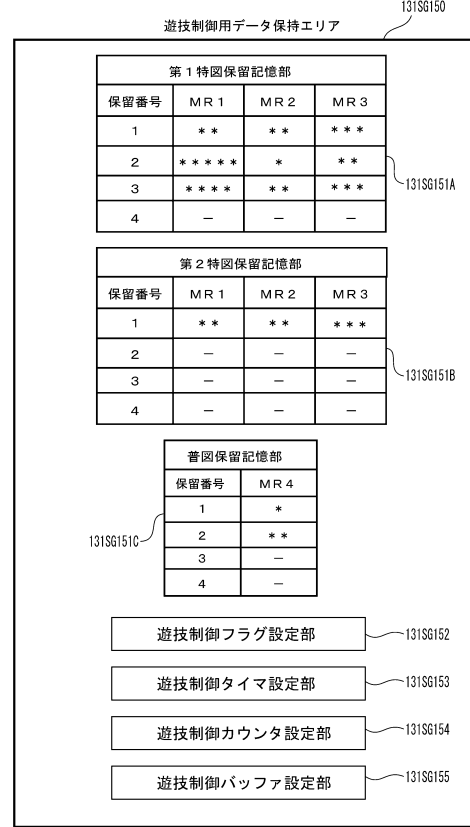 131SG150
遊技制御用データ保持エリア
第1特図保留記憶部
保留番号 MR1 MR2 MR3
1 ** ** ***
2 ***** * **
3 **** ** ***
4 − − −
131SG151A
第2特図保留記憶部
保留番号 MR1 MR2 MR3
1 ** ** ***
2 − − −
3 − − −
4 − − −
131SG151B
普図保留記憶部
保留番号 MR4
1 *
2 **
3 −
4 −
131SG151C
遊技制御フラグ設定部 131SG152
遊技制御タイマ設定部 131SG153
遊技制御カウンタ設定部 131SG154
遊技制御バッファ設定部 131SG155